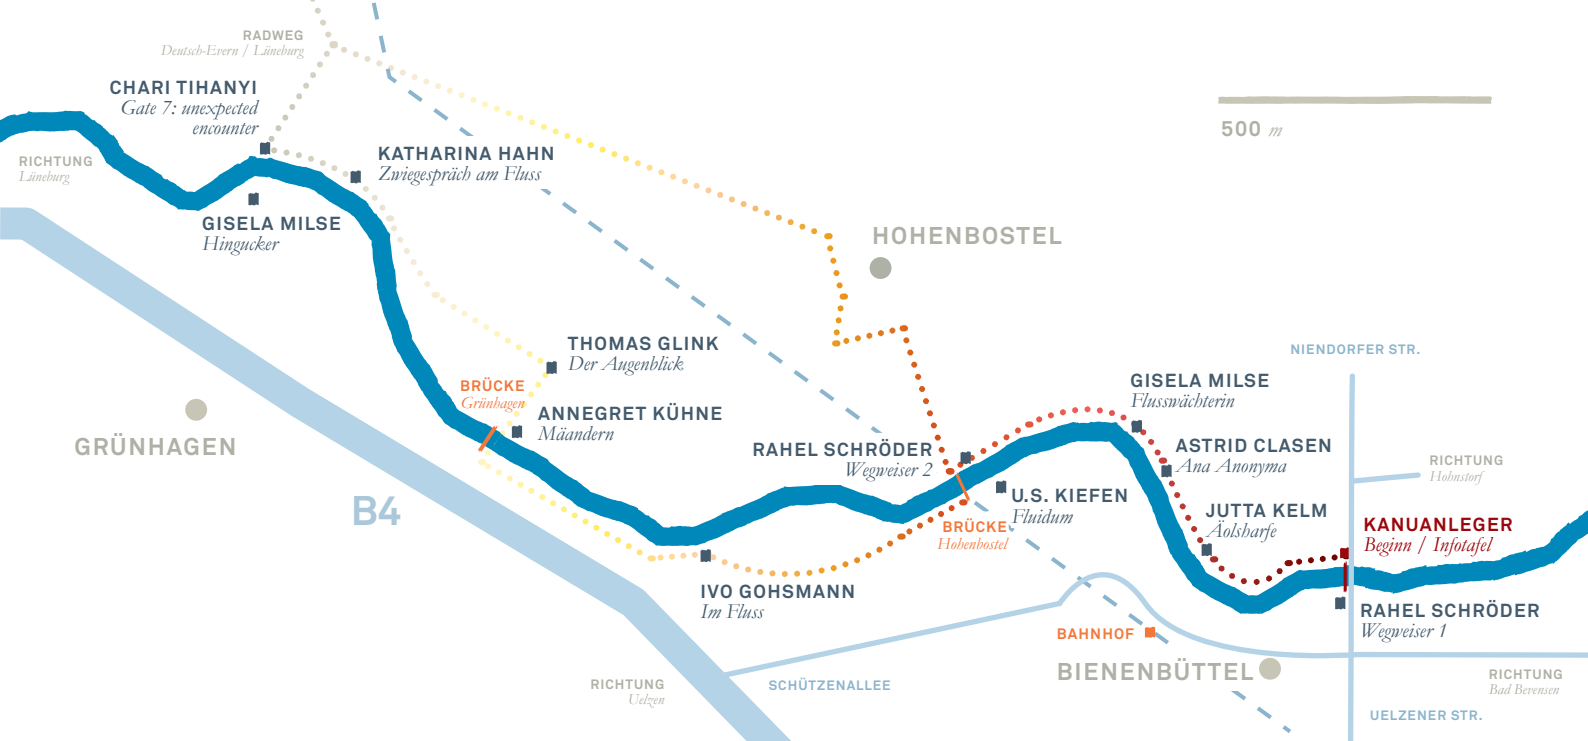 RADWEG
Deutsch-Evern / Lüneburg
CHARI TIHANYI
Gate 7: unexpected
encounter
RICHTUNG
Lüneburg
KATHARINA HAHN
Zwiegespräch am Fluss
GISELA MILSE
Hingucker
500 m
HOHENBOSTEL
THOMAS GLINK
Der Augenblick
BRÜCKE
Grünhagen
ANNEGRET KÜHNE
Mäandern
GRÜNHAGEN
B4
NIENDORFER STR.
GISELA MILSE
Flusswächterin
RAHEL SCHRÖDER
Wegweiser 2
ASTRID CLASEN
Ana Anonyma
RICHTUNG
Hohnstorf
U.S. KIEFEN
Fluidum
BRÜCKE
Hohenbostel
JUTTA KELM
Äolsharfe
KANUANLEGER
Beginn / Infotafel
IVO GOHSMANN
Im Fluss
RAHEL SCHRÖDER
Wegweiser 1
BAHNHOF
BIENENBÜTTEL
RICHTUNG
Uelzen
SCHÜTZENALLEE
RICHTUNG
Bad Bevensen
UELZENER STR.